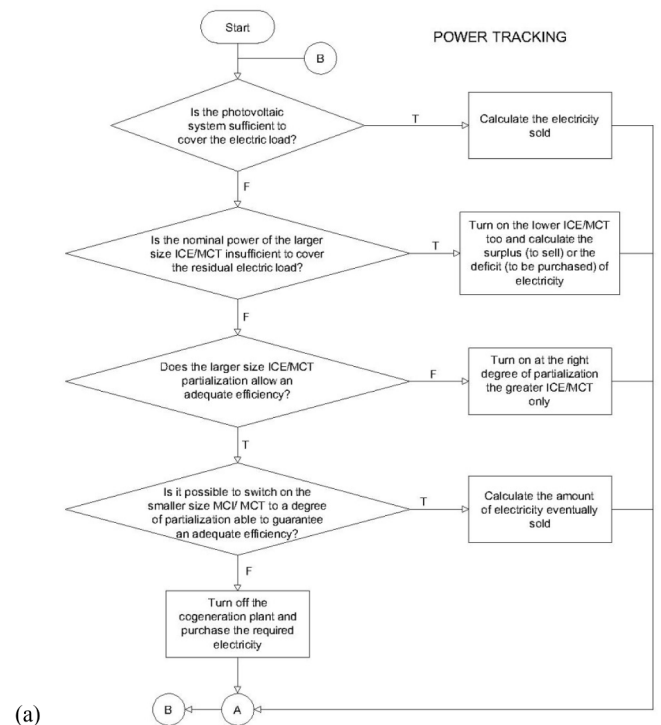 Start
POWER TRACKING
B
Is the photovoltaic
system sufficient to
cover the electric load?
T
Calculate the electricity
sold
F
Is the nominal power of the larger
size ICE/MCT insufficient to cover
the residual electric load?
T
Turn on the lower ICE/MCT
too and calculate the
surplus (to sell) or the
deficit (to be purchased) of
electricity
F
Does the larger size ICE/MCT
partialization allow an
adequate efficiency?
F
Turn on at the right
degree of partialization
the greater ICE/MCT
only
T
Is it possible to switch on the
smaller size MCI/ MCT to a degree
of partialization able to guarantee
an adequate efficiency?
T
Calculate the amount
of electricity eventually
sold
F
Turn off the
cogeneration plant and
purchase the required
electricity
(a)
B
A